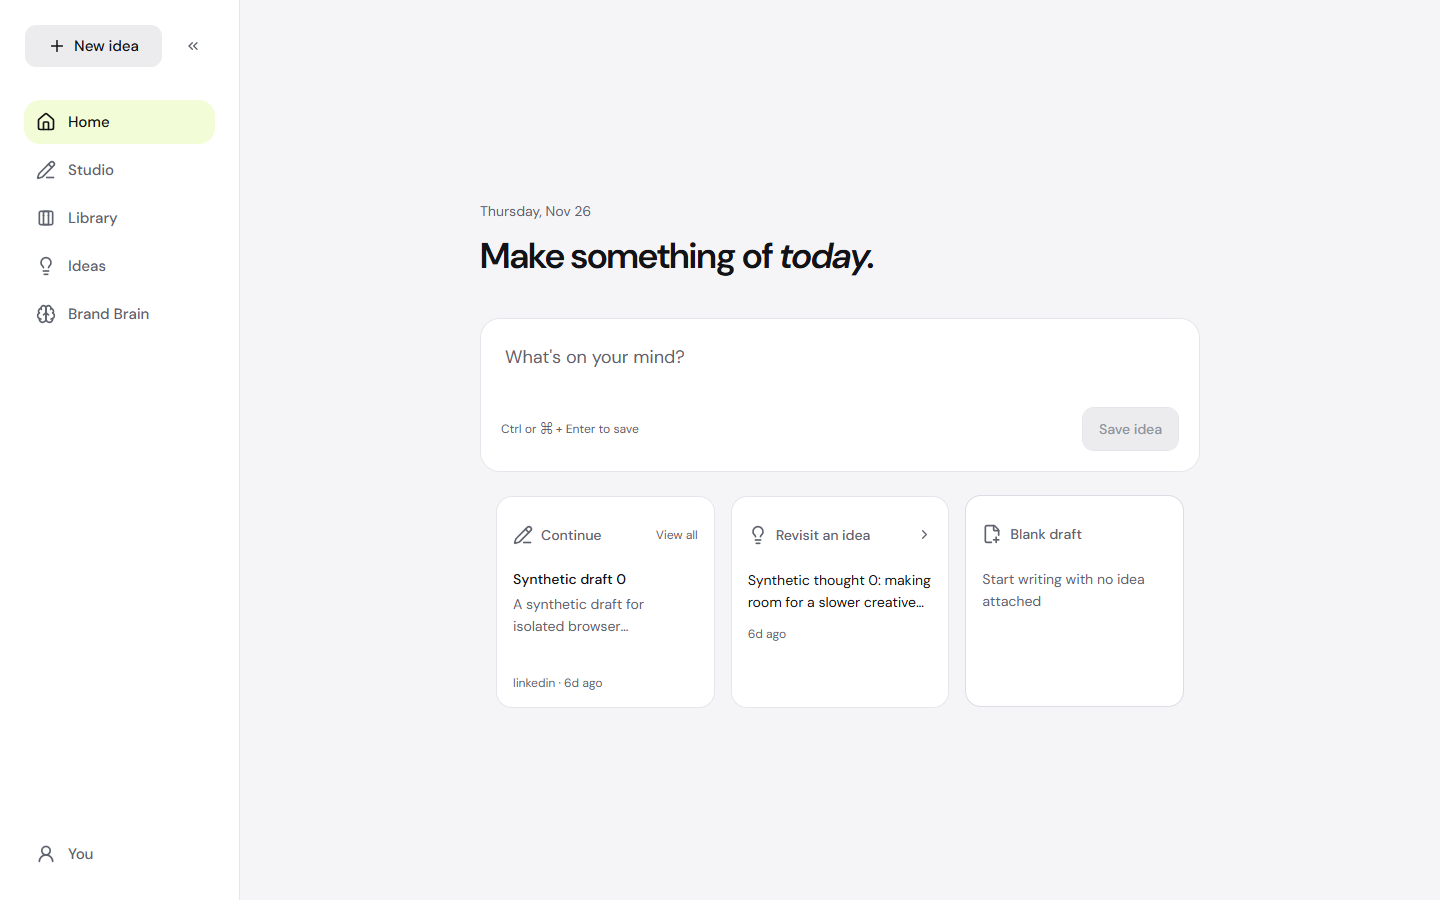 New idea
Home
Studio
Library
Ideas
Brand Brain
You
Thursday, Nov 26
Make something of today.
What's on your mind?
Ctrl or ⌘ + Enter to save
Save idea
Continue
View all
Synthetic draft 0
A synthetic draft for
isolated browser...
linkedin · 6d ago
Revisit an idea
Synthetic thought 0: making
room for a slower creative...
6d ago
Blank draft
Start writing with no idea
attached